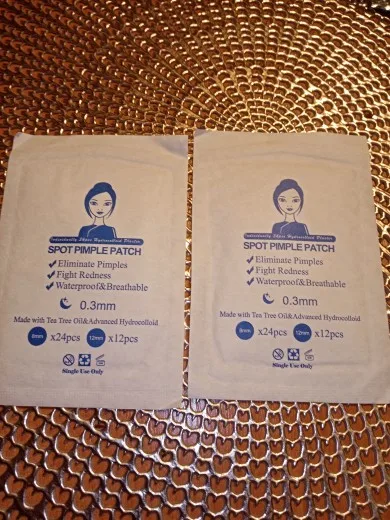 SPOT PIMPLE PATCH
✓Eliminate Pimples
✓Fight Redness
✓Waterproof&Breathable
0.3mm
Made with Tea Tree Oil&Advanced Hydrocolloid
8mm x24pcs 12mm x12pcs
Single Use Only
SPOT PIMPLE PATCH
✓Eliminate Pimples
✓Fight Redness
✓Waterproof&Breathable
0.3mm
Made with Tea Tree Oil&Advanced Hydrocolloid
8mm x24pcs 12mm x12pcs
Single Use Only